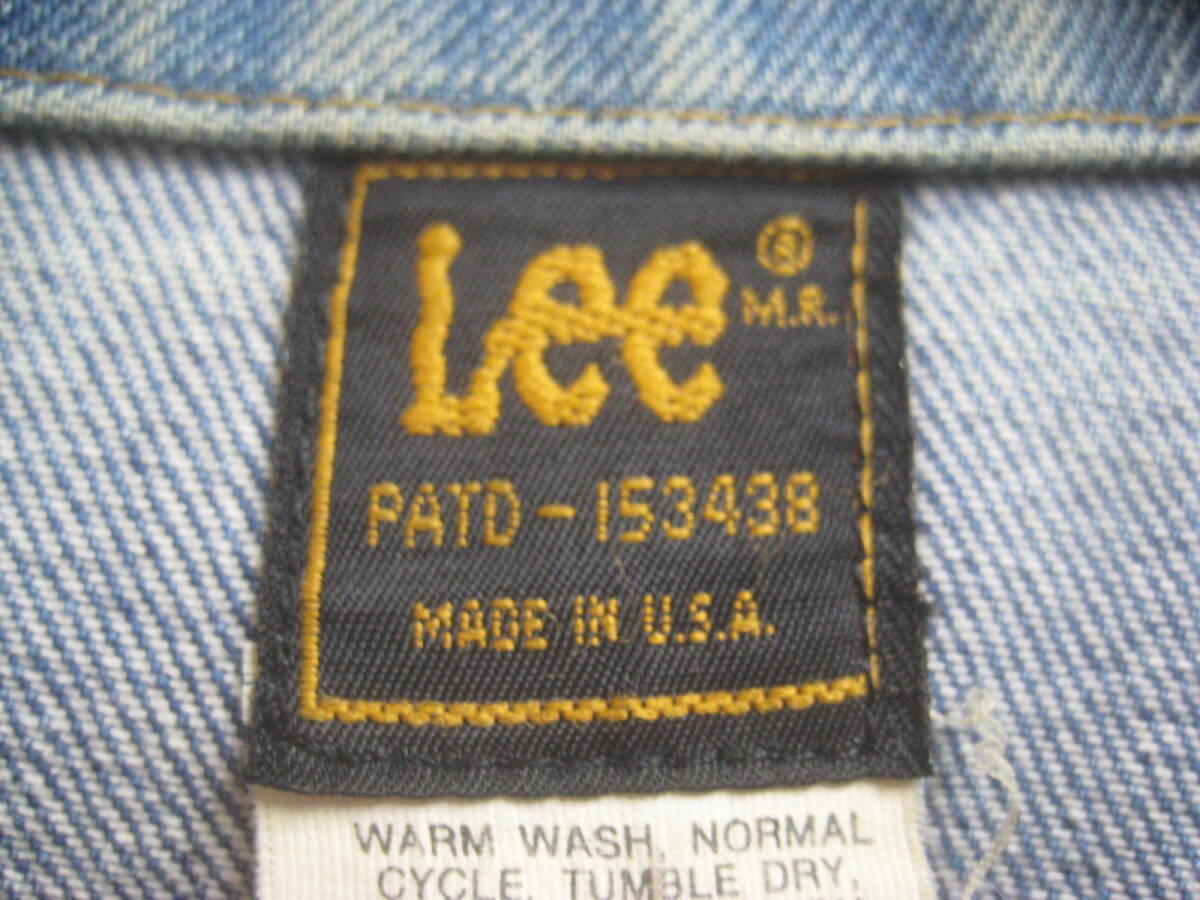 Lee ®
M.R.
PATD-153438
MADE IN U.S.A.
WARM WASH, NORMAL
CYCLE, TUMBLE DRY,